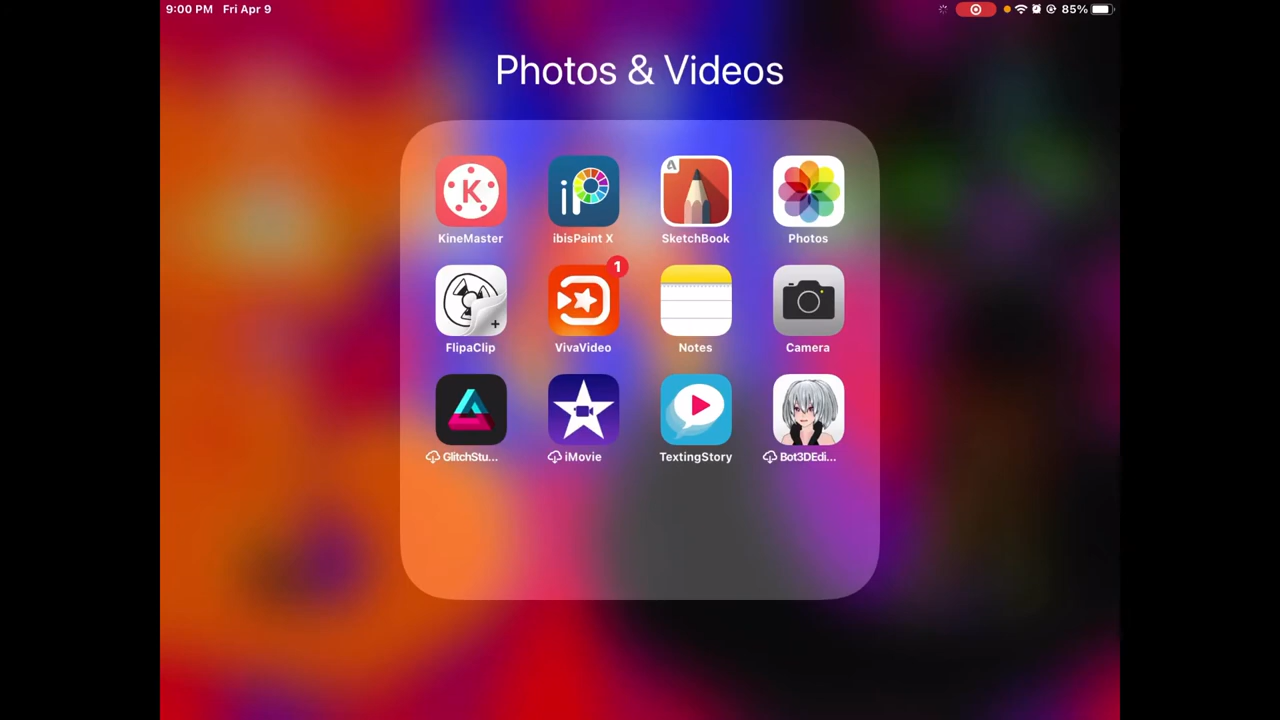 9:00 PM Fri Apr 9 85%
Photos & Videos
KineMaster ibisPaint X SketchBook Photos
1
FlipaClip VivaVideo Notes Camera
GlitchStu... iMovie TextingStory Bot3DEdi...